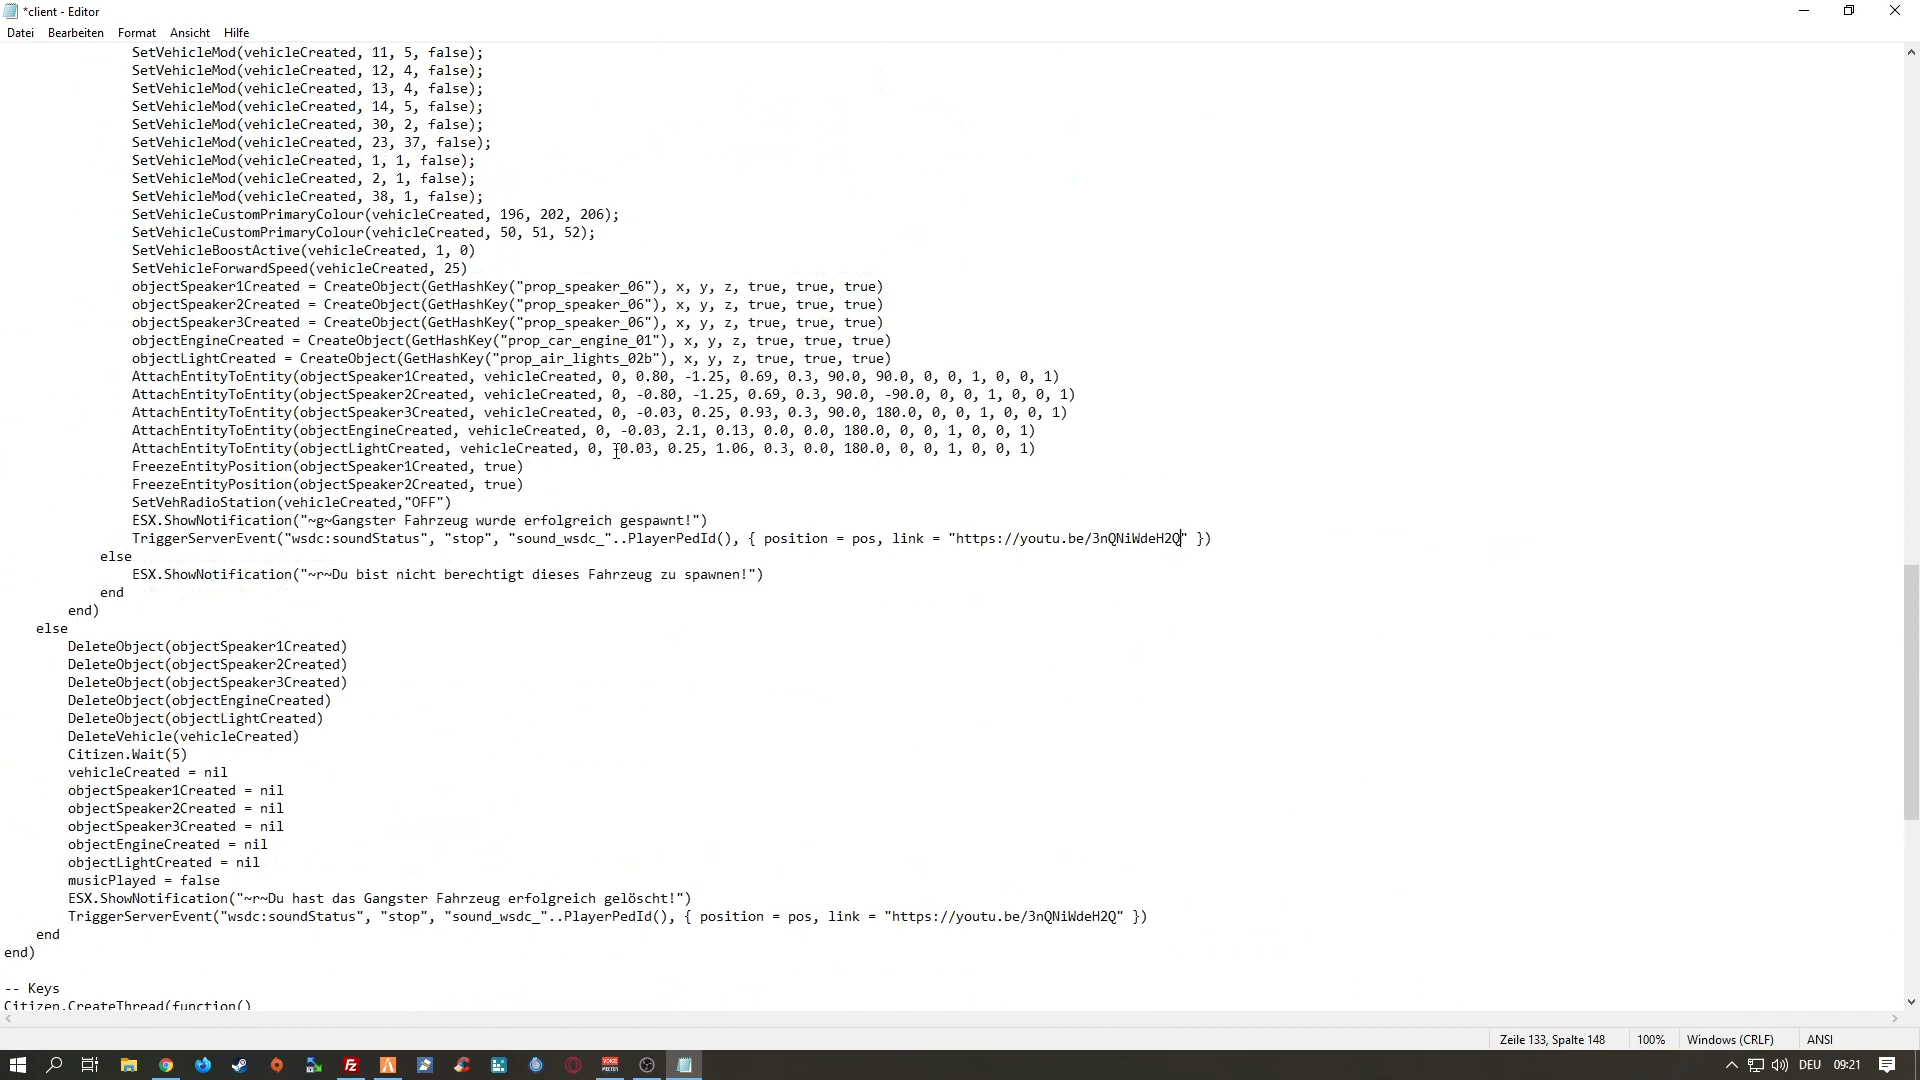 *client - Editor
Datei Bearbeiten Format Ansicht Hilfe
SetVehicleMod(vehicleCreated, 11, 5, false);
SetVehicleMod(vehicleCreated, 12, 4, false);
SetVehicleMod(vehicleCreated, 13, 4, false);
SetVehicleMod(vehicleCreated, 14, 5, false);
SetVehicleMod(vehicleCreated, 30, 2, false);
SetVehicleMod(vehicleCreated, 23, 37, false);
SetVehicleMod(vehicleCreated, 1, 1, false);
SetVehicleMod(vehicleCreated, 2, 1, false);
SetVehicleMod(vehicleCreated, 38, 1, false);
SetVehicleCustomPrimaryColour(vehicleCreated, 196, 202, 206);
SetVehicleCustomPrimaryColour(vehicleCreated, 50, 51, 52);
SetVehicleBoostActive(vehicleCreated, 1, 0)
SetVehicleForwardSpeed(vehicleCreated, 25)
objectSpeaker1Created = CreateObject(GetHashKey("prop_speaker_06"), x, y, z, true, true, true)
objectSpeaker2Created = CreateObject(GetHashKey("prop_speaker_06"), x, y, z, true, true, true)
objectSpeaker3Created = CreateObject(GetHashKey("prop_speaker_06"), x, y, z, true, true, true)
objectEngineCreated = CreateObject(GetHashKey("prop_car_engine_01"), x, y, z, true, true, true)
objectLightCreated = CreateObject(GetHashKey("prop_air_lights_02b"), x, y, z, true, true, true)
AttachEntityToEntity(objectSpeaker1Created, vehicleCreated, 0, 0.80, -1.25, 0.69, 0.3, 90.0, 90.0, 0, 0, 1, 0, 0, 1)
AttachEntityToEntity(objectSpeaker2Created, vehicleCreated, 0, -0.80, -1.25, 0.69, 0.3, 90.0, -90.0, 0, 0, 1, 0, 0, 1)
AttachEntityToEntity(objectSpeaker3Created, vehicleCreated, 0, -0.03, 0.25, 0.93, 0.3, 90.0, 180.0, 0, 0, 1, 0, 0, 1)
AttachEntityToEntity(objectEngineCreated, vehicleCreated, 0, -0.03, 2.1, 0.13, 0.0, 0.0, 180.0, 0, 0, 1, 0, 0, 1)
AttachEntityToEntity(objectLightCreated, vehicleCreated, 0, -0.03, 0.25, 1.06, 0.3, 0.0, 180.0, 0, 0, 1, 0, 0, 1)
FreezeEntityPosition(objectSpeaker1Created, true)
FreezeEntityPosition(objectSpeaker2Created, true)
SetVehRadioStation(vehicleCreated,"OFF")
ESX.ShowNotification("~g~Gangster Fahrzeug wurde erfolgreich gespawnt!")
TriggerServerEvent("wsdc:soundStatus", "stop", "sound_wsdc_"..PlayerPedId(), { position = pos, link = "https://youtu.be/3nQNiWdeH2Q" })
else
ESX.ShowNotification("~r~Du bist nicht berechtigt dieses Fahrzeug zu spawnen!")
end
end)
else
DeleteObject(objectSpeaker1Created)
DeleteObject(objectSpeaker2Created)
DeleteObject(objectSpeaker3Created)
DeleteObject(objectEngineCreated)
DeleteObject(objectLightCreated)
DeleteVehicle(vehicleCreated)
Citizen.Wait(5)
vehicleCreated = nil
objectSpeaker1Created = nil
objectSpeaker2Created = nil
objectSpeaker3Created = nil
objectEngineCreated = nil
objectLightCreated = nil
musicPlayed = false
ESX.ShowNotification("~r~Du hast das Gangster Fahrzeug erfolgreich gelöscht!")
TriggerServerEvent("wsdc:soundStatus", "stop", "sound_wsdc_"..PlayerPedId(), { position = pos, link = "https://youtu.be/3nQNiWdeH2Q" })
end
end)
-- Keys
Citizen.CreateThread(function()
Zeile 133, Spalte 148 100% Windows (CRLF) ANSI
DEU 09:21